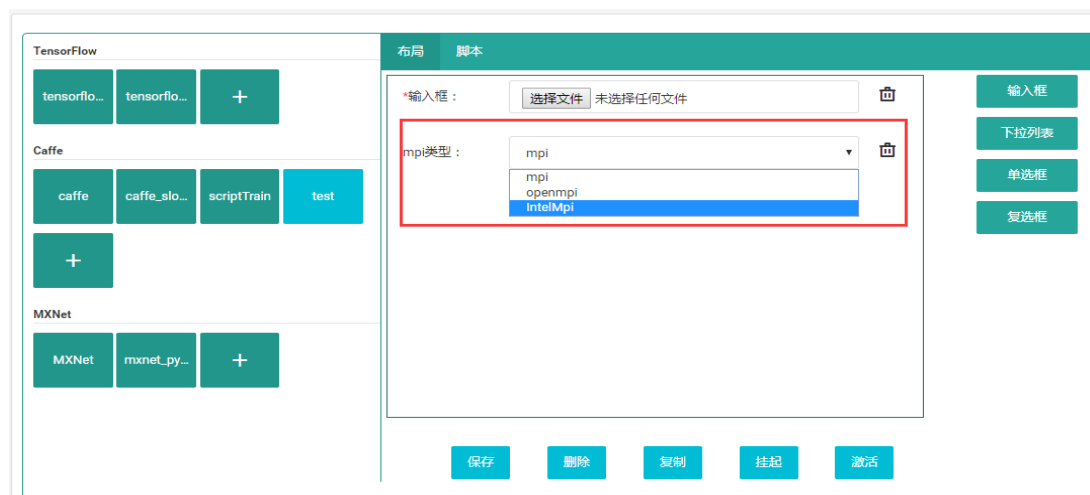 TensorFlow
tensorflo... tensorflo... +
Caffe
caffe caffe_slo... scriptTrain test
+
MXNet
MXNet mxnet_py... +
布局 脚本
*输入框： 选择文件 未选择任何文件
mpi类型： mpi
mpi
openmpi
IntelMpi
输入框
下拉列表
单选框
复选框
保存 删除 复制 挂起 激活